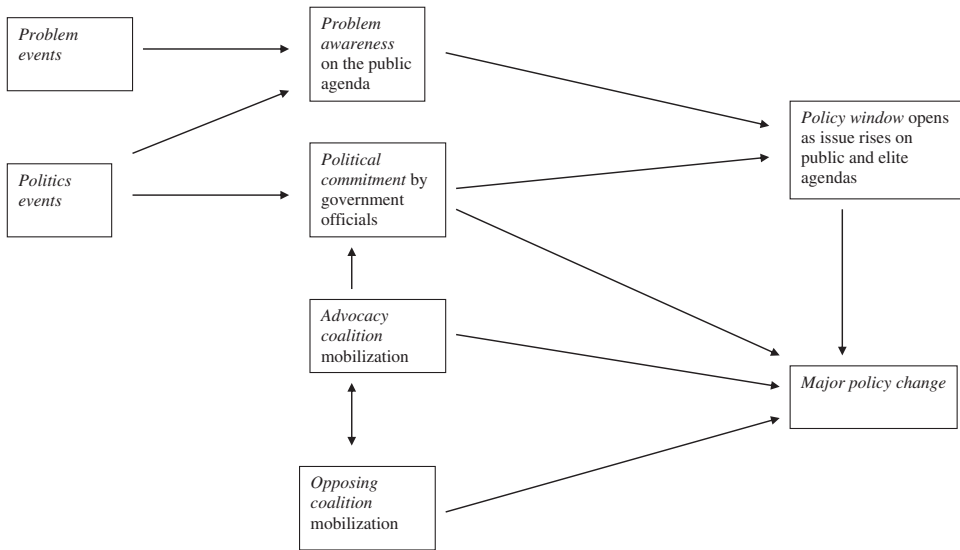 Problem
events
Problem
awareness
on the public
agenda
Policy window opens
as issue rises on
public and elite
agendas
Politics
events
Political
commitment by
government
officials
Advocacy
coalition
mobilization
Major policy change
Opposing
coalition
mobilization